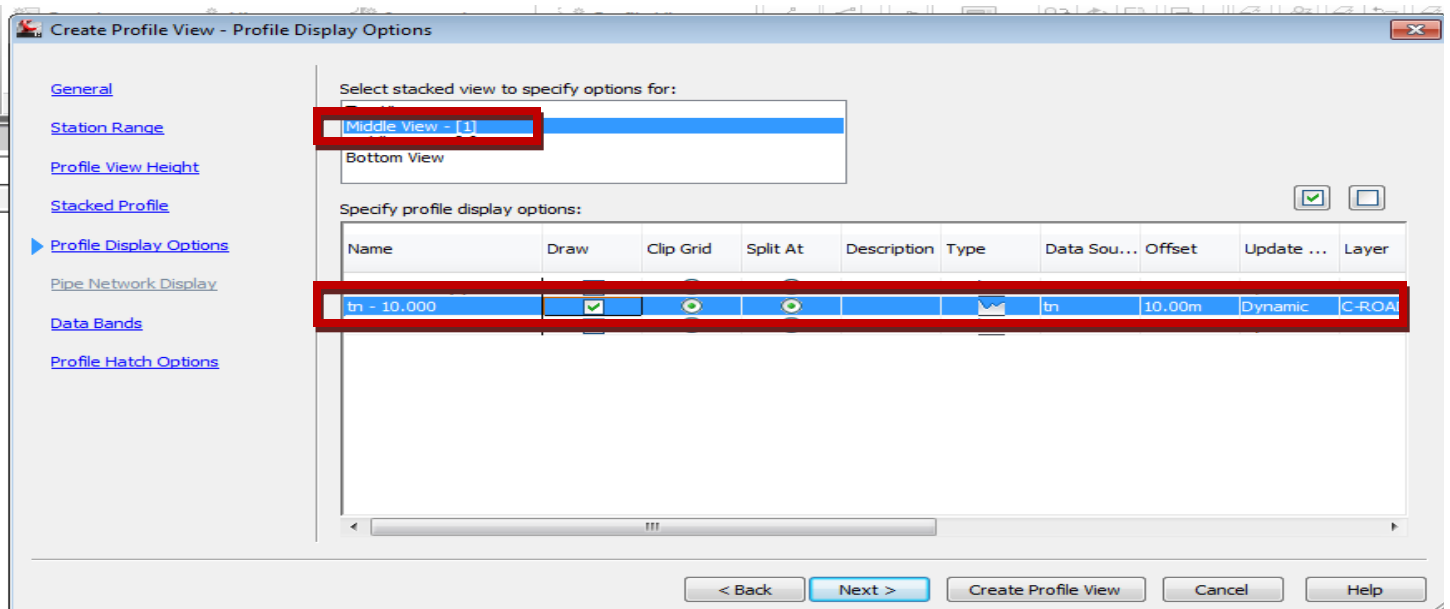 Create Profile View - Profile Display Options
General
Station Range
Profile View Height
Stacked Profile
Profile Display Options
Pipe Network Display
Data Bands
Profile Hatch Options
Select stacked view to specify options for:
Middle View - [1]
Bottom View
Specify profile display options:
Name Draw Clip Grid Split At Description Type Data Sou... Offset Update ... Layer
tn - 10.000 tn 10.00m Dynamic C-ROA
< Back Next > Create Profile View Cancel Help